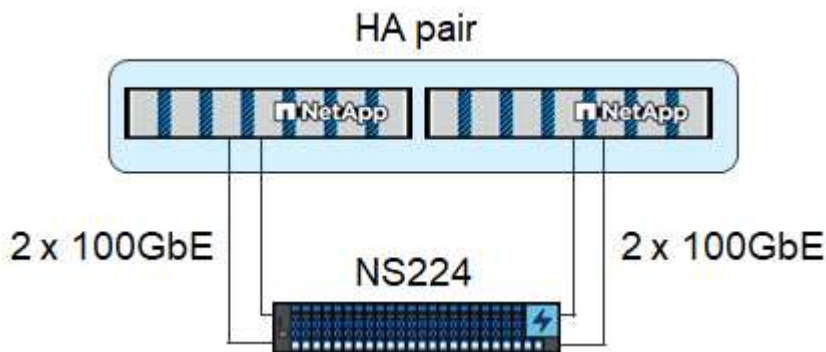 HA pair
NetApp
NetApp
2 x 100GbE
2 x 100GbE
NS224